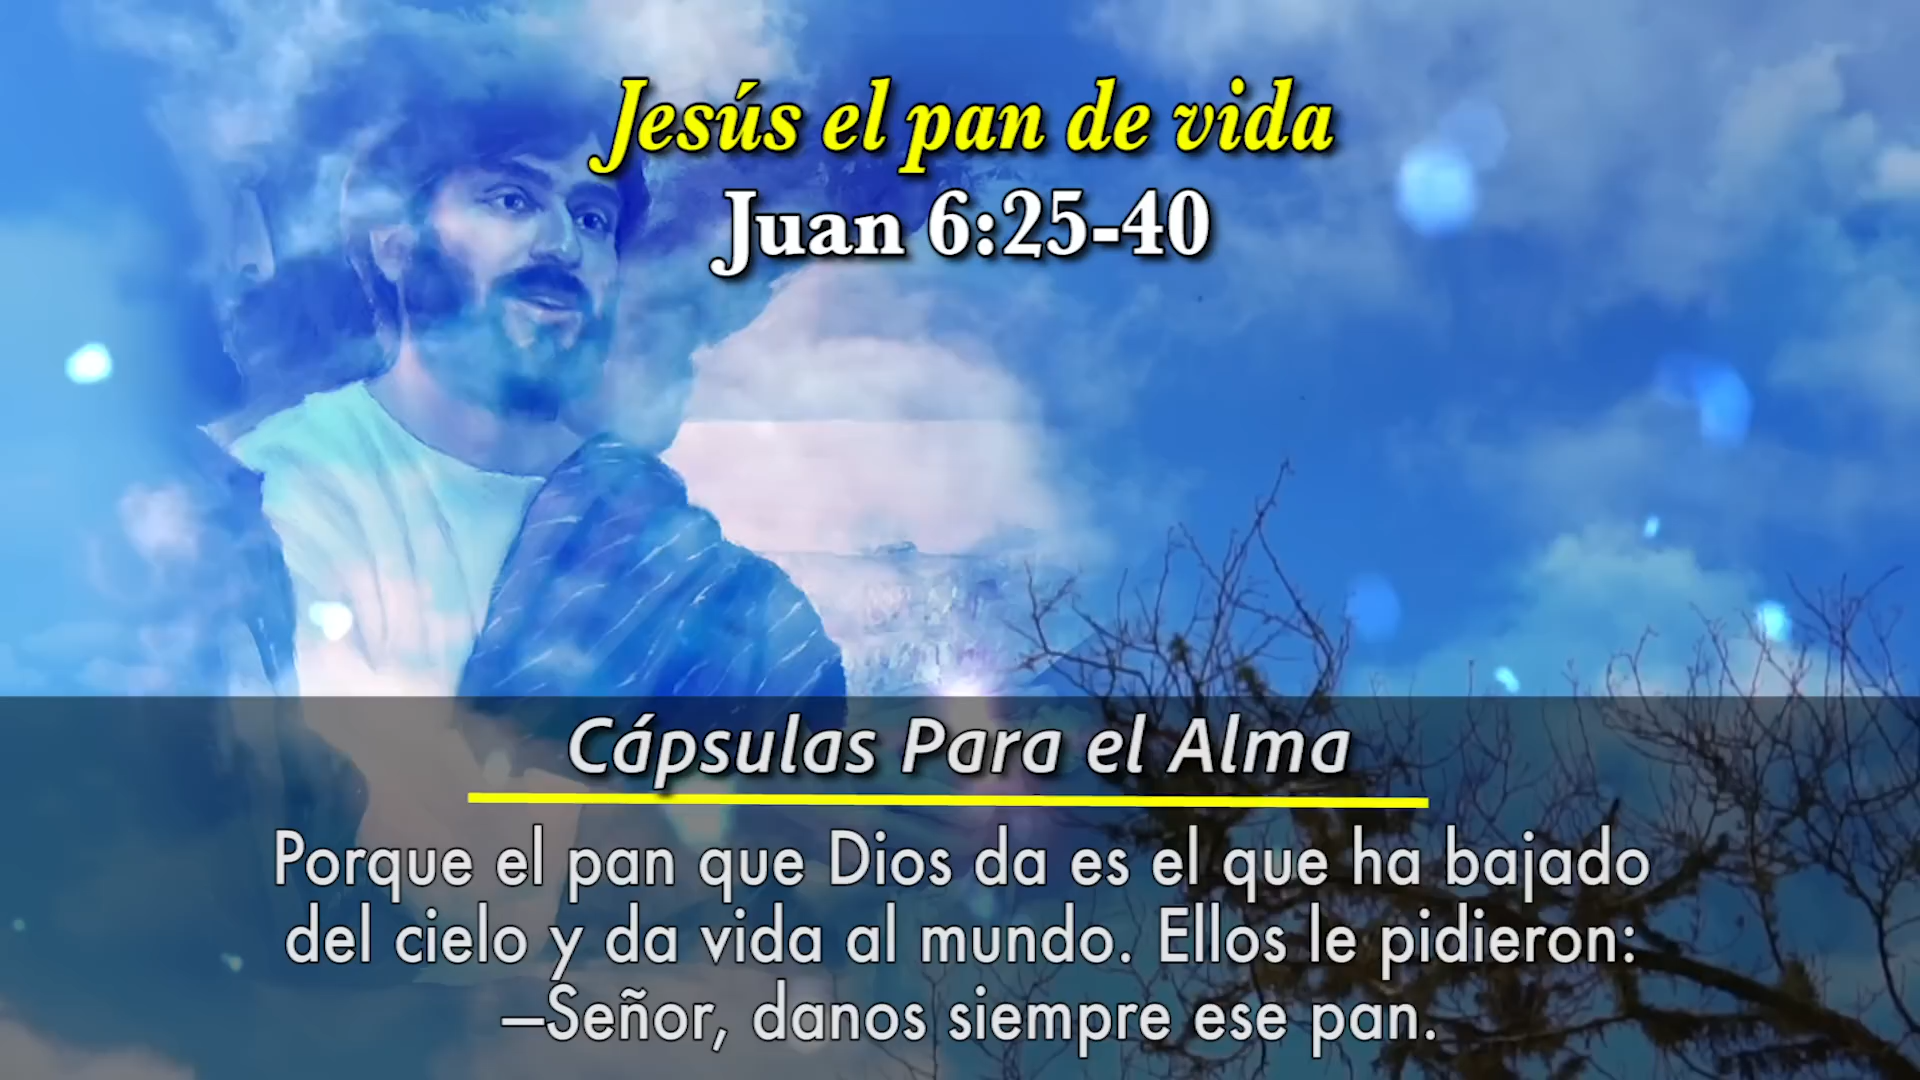 Jesús el pan de vida
Juan 6:25-40
Cápsulas Para el Alma
Porque el pan que Dios da es el que ha bajado
del cielo y da vida al mundo. Ellos le pidieron:
—Señor, danos siempre ese pan.